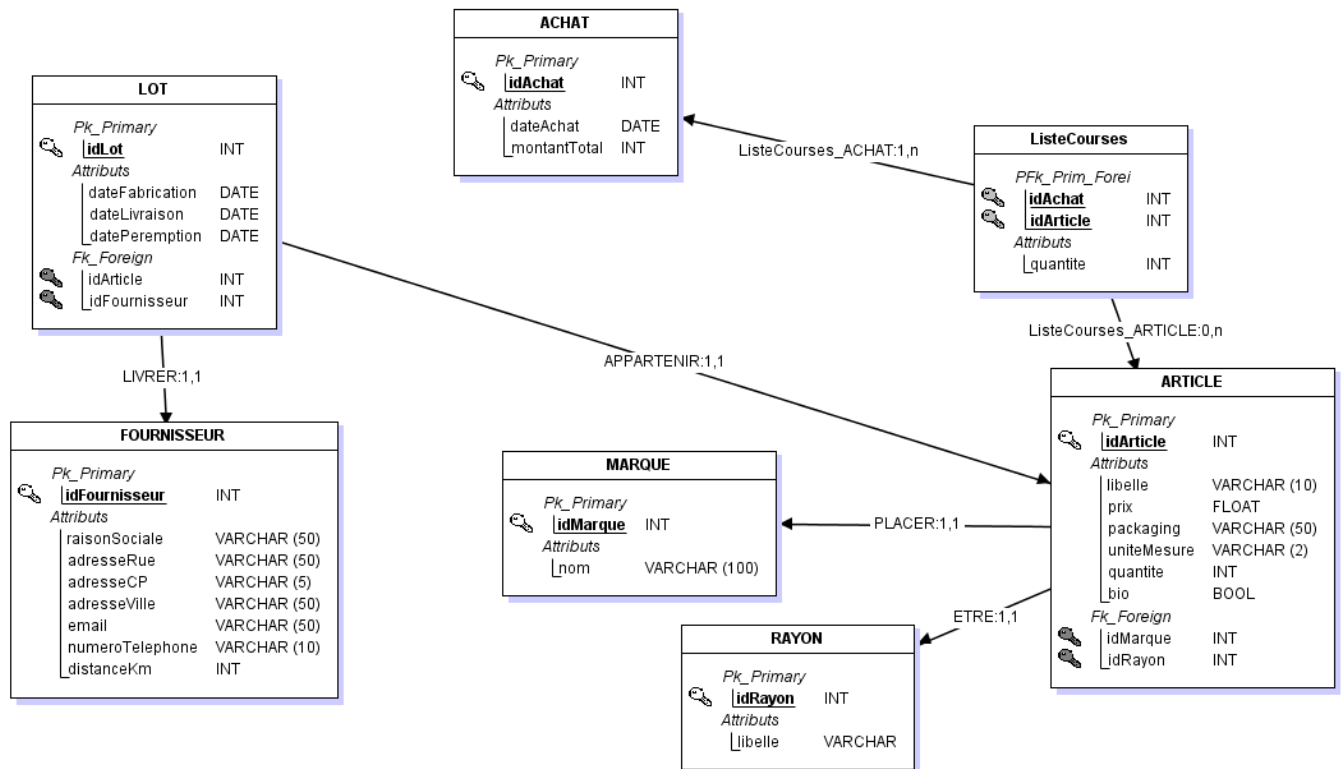 ACHAT
Pk_Primary
idAchat INT
Attributs
dateAchat DATE
montantTotal INT
LOT
Pk_Primary
idLot INT
Attributs
dateFabrication DATE
dateLivraison DATE
datePeremption DATE
Fk_Foreign
idArticle INT
idFournisseur INT
ListeCourses_ACHAT:1,n
ListeCourses
PFk_Prim_Forei
idAchat INT
idArticle INT
Attributs
quantite INT
ListeCourses_ARTICLE:0,n
APPARTENIR:1,1
LIVRER:1,1
FOURNISSEUR
Pk_Primary
idFournisseur INT
Attributs
raisonSociale VARCHAR (50)
adresseRue VARCHAR (50)
adresseCP VARCHAR (5)
adresseVille VARCHAR (50)
email VARCHAR (50)
numeroTelephone VARCHAR (10)
distanceKm INT
MARQUE
Pk_Primary
idMarque INT
Attributs
nom VARCHAR (100)
PLACER:1,1
ARTICLE
Pk_Primary
idArticle INT
Attributs
libelle VARCHAR (10)
prix FLOAT
packaging VARCHAR (50)
uniteMesure VARCHAR (2)
quantite INT
bio BOOL
Fk_Foreign
idMarque INT
idRayon INT
ETRE:1,1
RAYON
Pk_Primary
idRayon INT
Attributs
libelle VARCHAR